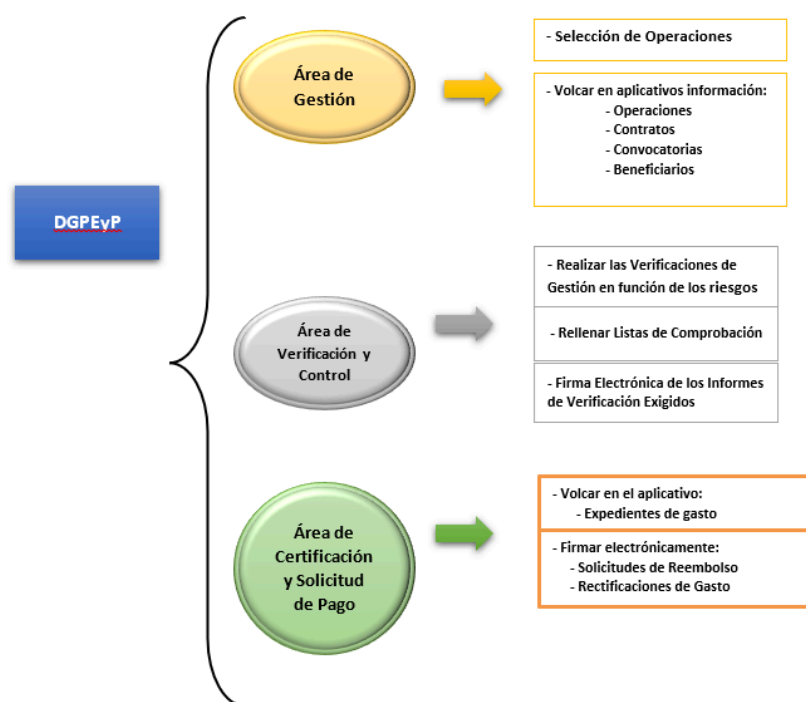 DGPEyP
Área de
Gestión
- Selección de Operaciones
- Volcar en aplicativos información:
- Operaciones
- Contratos
- Convocatorias
- Beneficiarios
Área de
Verificación y
Control
- Realizar las Verificaciones de
Gestión en función de los riesgos
- Rellenar Listas de Comprobación
- Firma Electrónica de los Informes
de Verificación Exigidos
Área de
Certificación
y Solicitud
de Pago
- Volcar en el aplicativo:
- Expedientes de gasto
- Firmar electrónicamente:
- Solicitudes de Reembolso
- Rectificaciones de Gasto